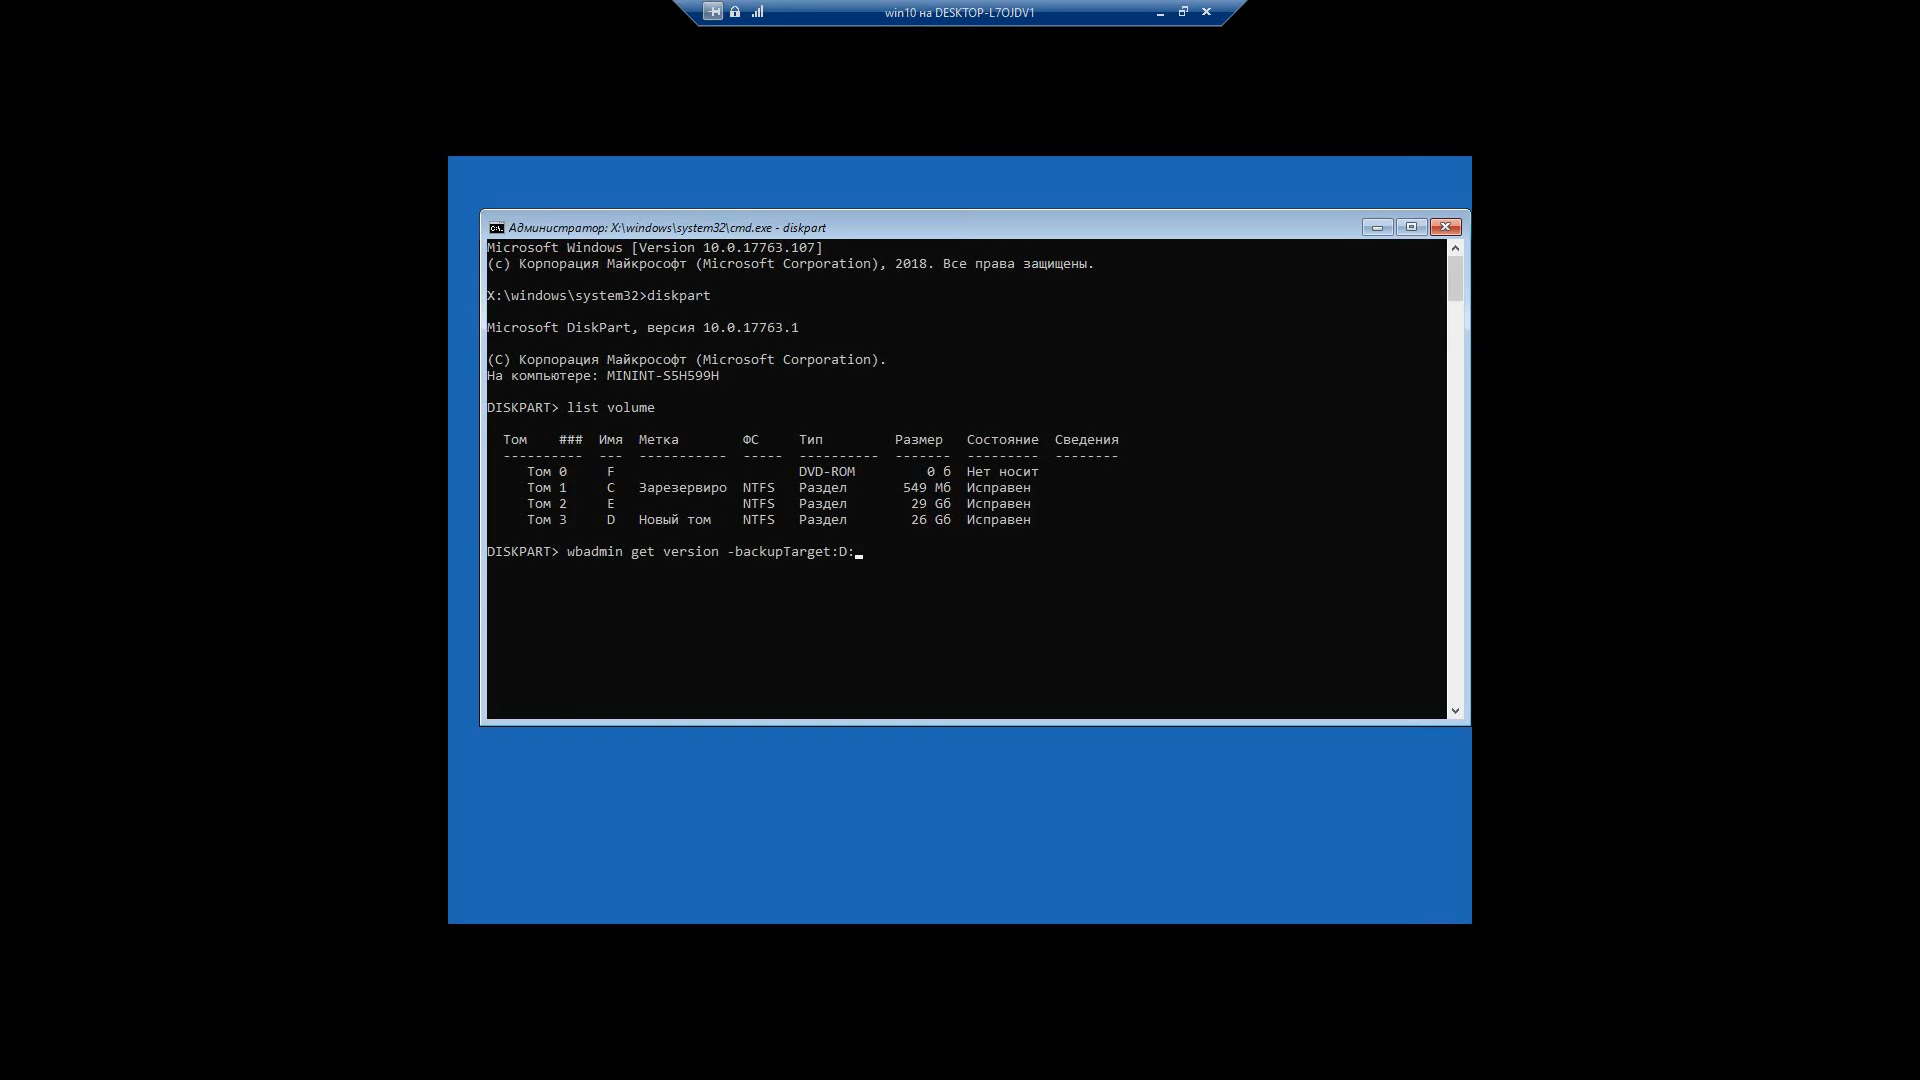 win10 на DESKTOP-L7OJDV1
Администратор: X:\windows\system32\cmd.exe - diskpart
Microsoft Windows [Version 10.0.17763.107]
(c) Корпорация Майкрософт (Microsoft Corporation), 2018. Все права защищены.
X:\windows\system32>diskpart
Microsoft DiskPart, версия 10.0.17763.1
(C) Корпорация Майкрософт (Microsoft Corporation).
На компьютере: MININT-S5H599H
DISKPART> list volume
Том    ###  Имя  Метка        ФС     Тип         Размер   Состояние  Сведения
----------  ---  -----------  -----  ----------  -------  ---------  --------
Том 0     F                    DVD-ROM         0 б  Нет носит
Том 1     C   Зарезервиро  NTFS   Раздел       549 Мб  Исправен
Том 2     E                NTFS   Раздел        29 Gб  Исправен
Том 3     D   Новый том    NTFS   Раздел        26 Gб  Исправен
DISKPART> wbadmin get version -backupTarget:D: